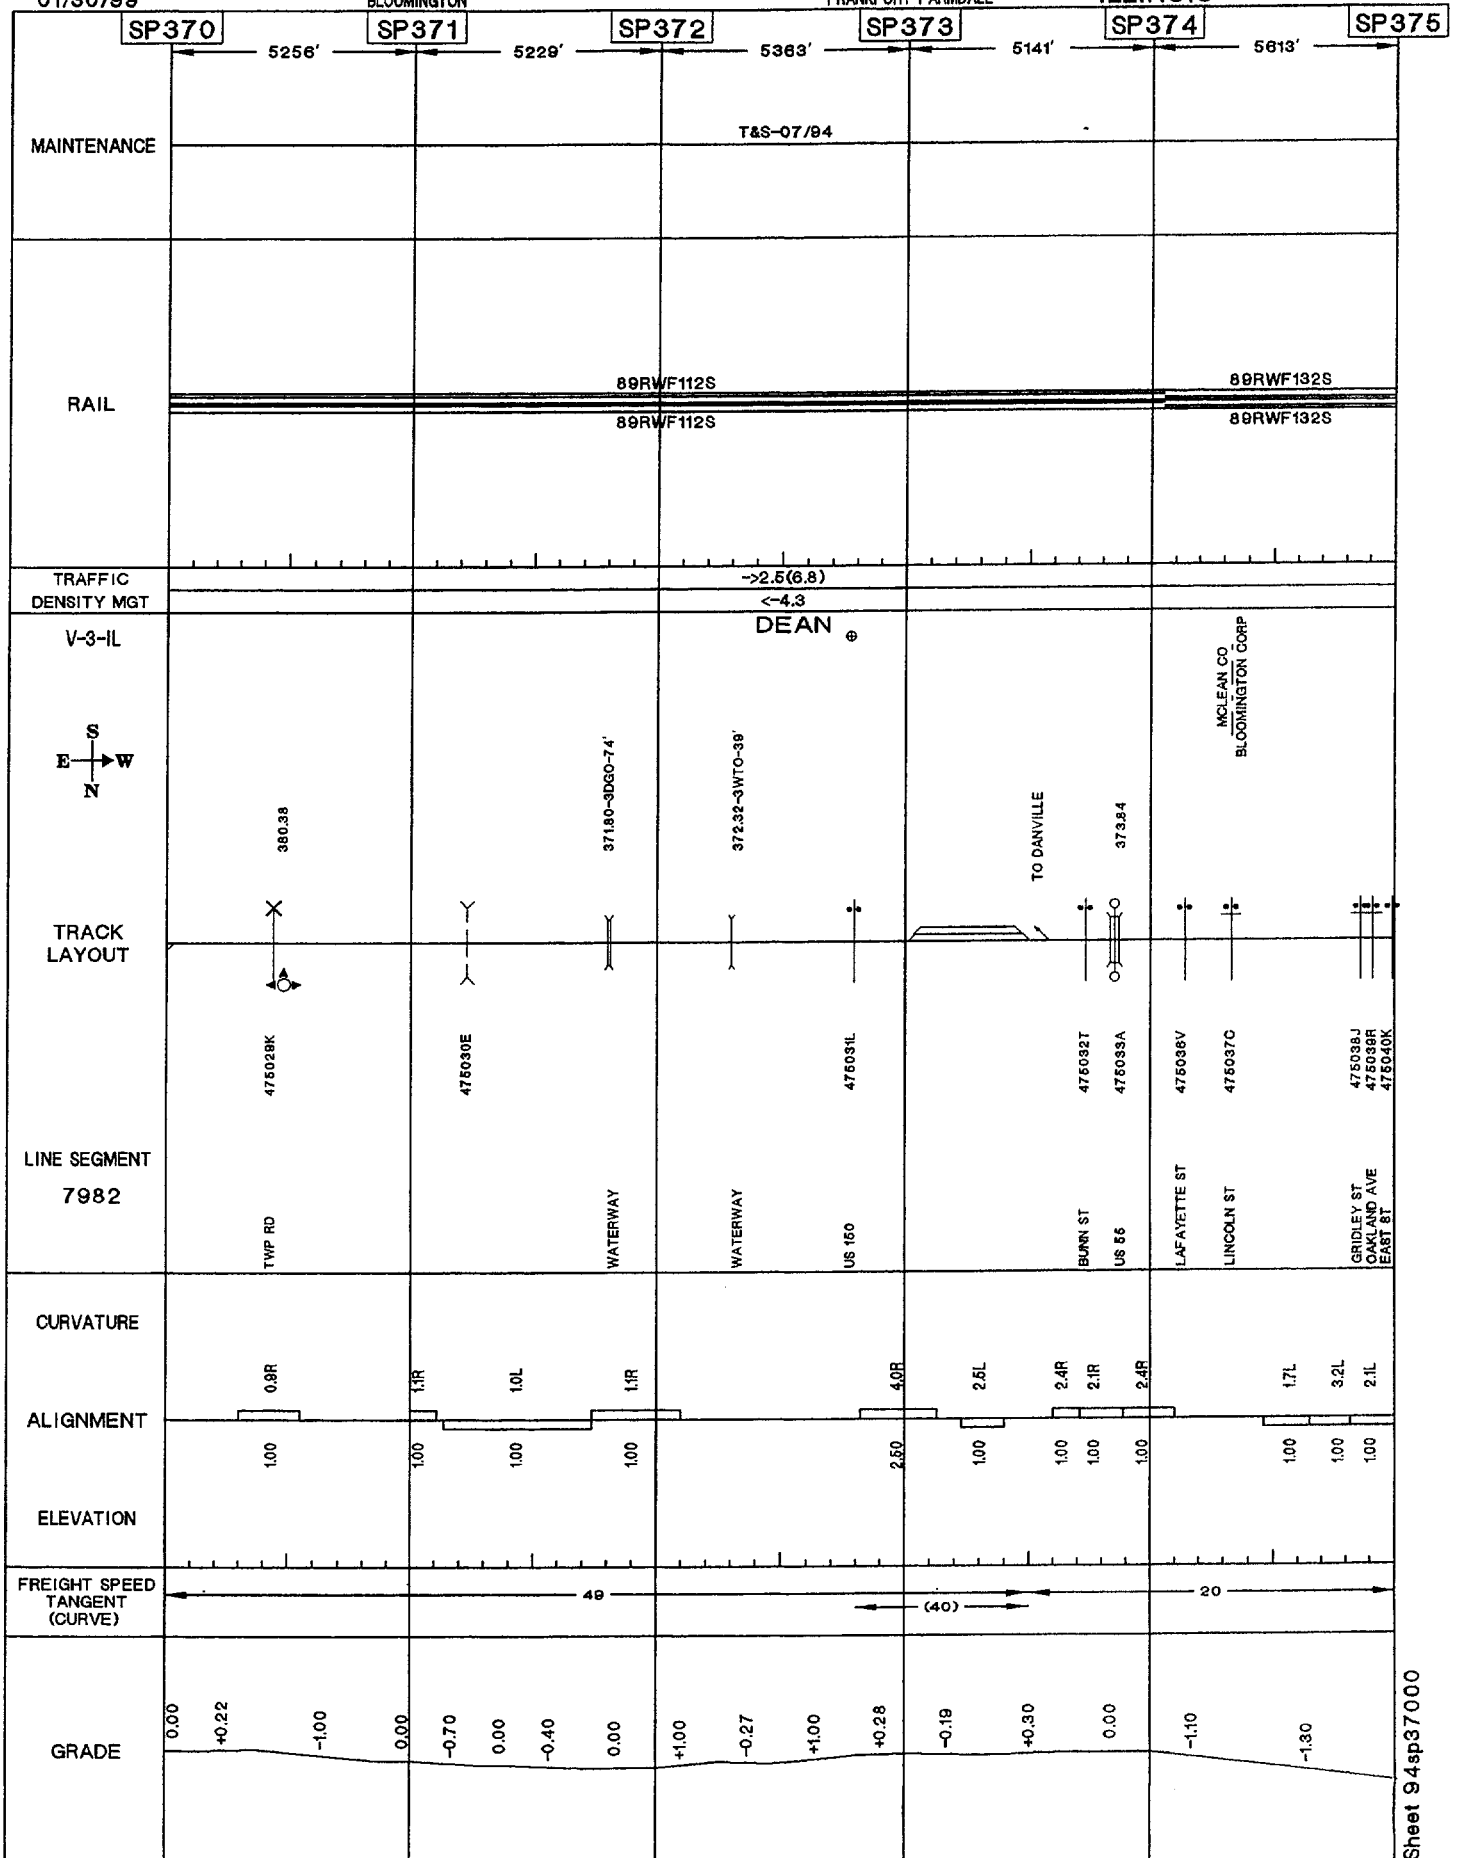 01/30/99 BLOOMINGTON FRANKFORT PARMDALE ILLINOIS
SP370 SP371 SP372 SP373 SP374 SP375
5256' 5229' 5363' 5141' 5613'
MAINTENANCE
T&S-07/94
RAIL
89RWF112S 89RWF132S
89RWF112S 89RWF132S
TRAFFIC
DENSITY MGT
->2.5(6.8)
<-4.3
V-3-IL
DEAN
MCLEAN CO
BLOOMINGTON CORP
S
E W
N
380.38
371.80-3DGO-74'
372.32-3WTO-39'
TO DANVILLE
373.84
TRACK
LAYOUT
475029K
475030E
475031L
475032T
475033A
475036V
475037C
475038J
475039R
475040K
LINE SEGMENT
7982
TWP RD
WATERWAY
WATERWAY
US 150
BUNN ST
US 55
LAFAYETTE ST
LINCOLN ST
GRIDLEY ST
OAKLAND AVE
EAST ST
CURVATURE
0.9R 1.1R 1.0L 1.1R 4.0R 2.5L 2.4R 2.1R 2.4R 1.7L 3.2L 2.1L
ALIGNMENT
1.00 1.00 1.00 1.00 2.50 1.00 1.00 1.00 1.00 1.00 1.00 1.00
ELEVATION
FREIGHT SPEED
TANGENT
(CURVE)
49 20
(40)
GRADE
0.00 +0.22 -1.00 0.00 -0.70 0.00 -0.40 0.00 +1.00 -0.27 +1.00 +0.28 -0.19 +0.30 0.00 -1.10 -1.30
Sheet 94sp37000